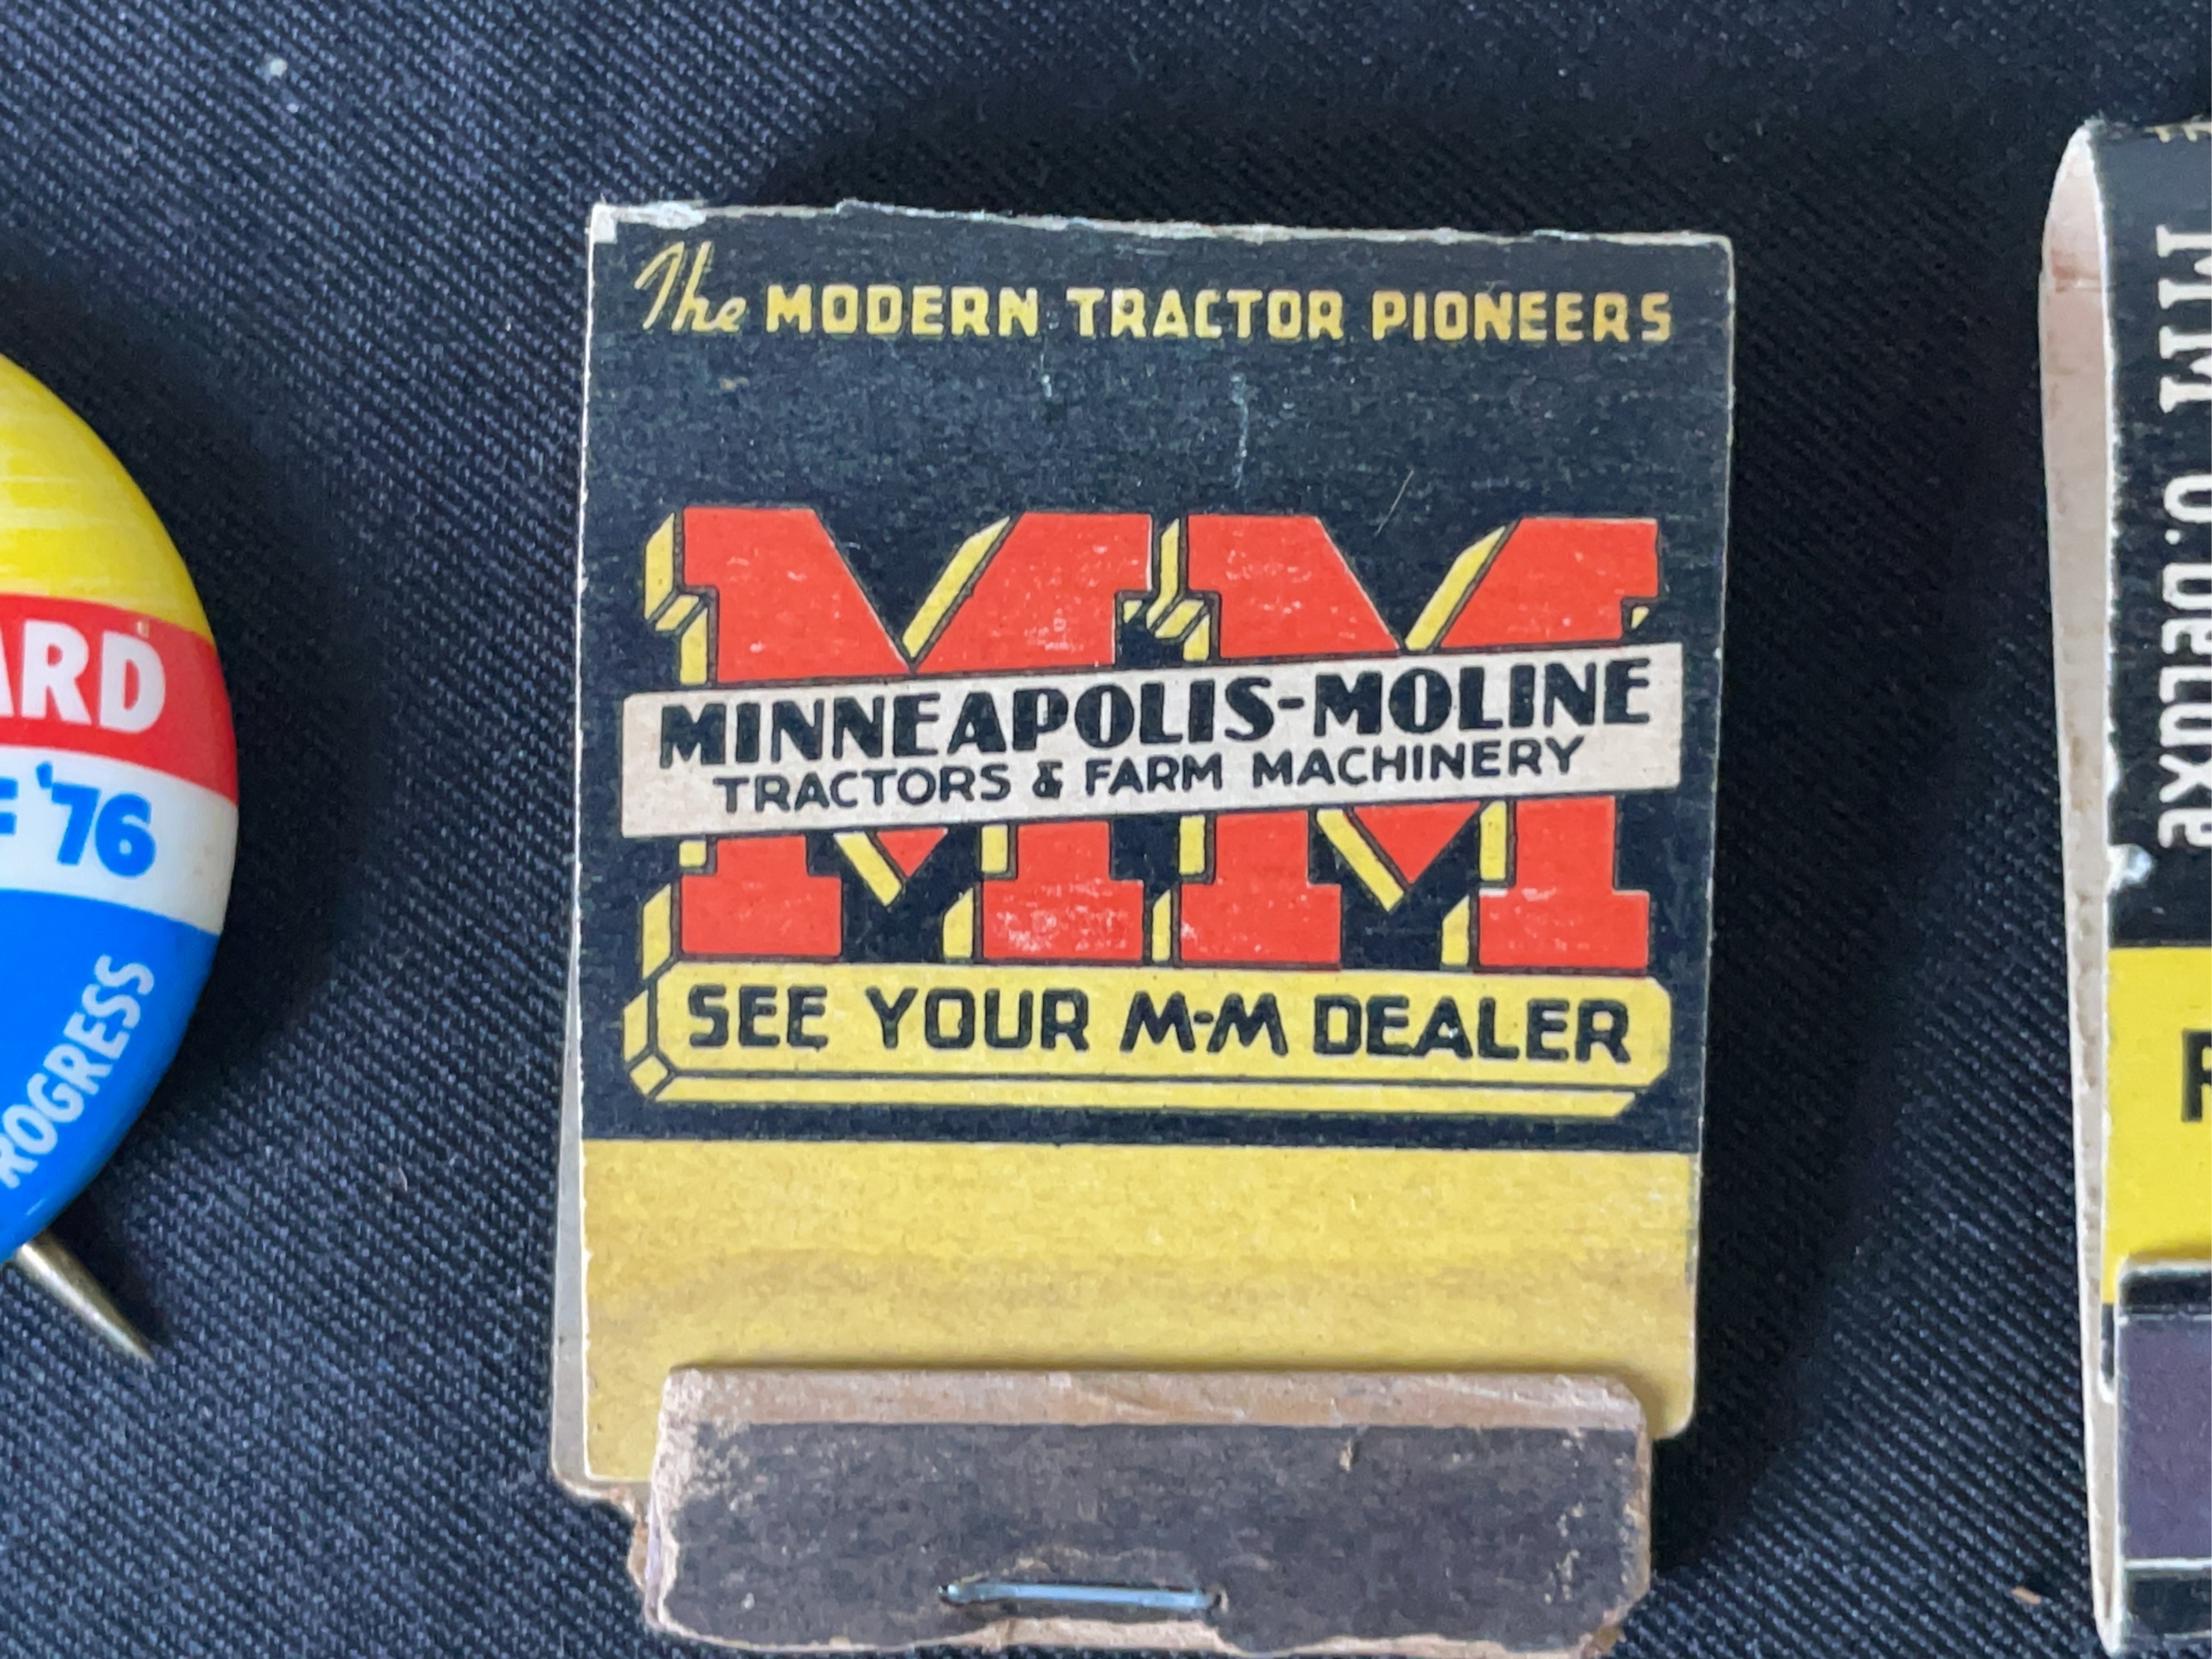 The MODERN TRACTOR PIONEERS
MM
MINNEAPOLIS-MOLINE
TRACTORS & FARM MACHINERY
SEE YOUR M-M DEALER
ARD
'76
ROGRESS
MM U.DELUXE